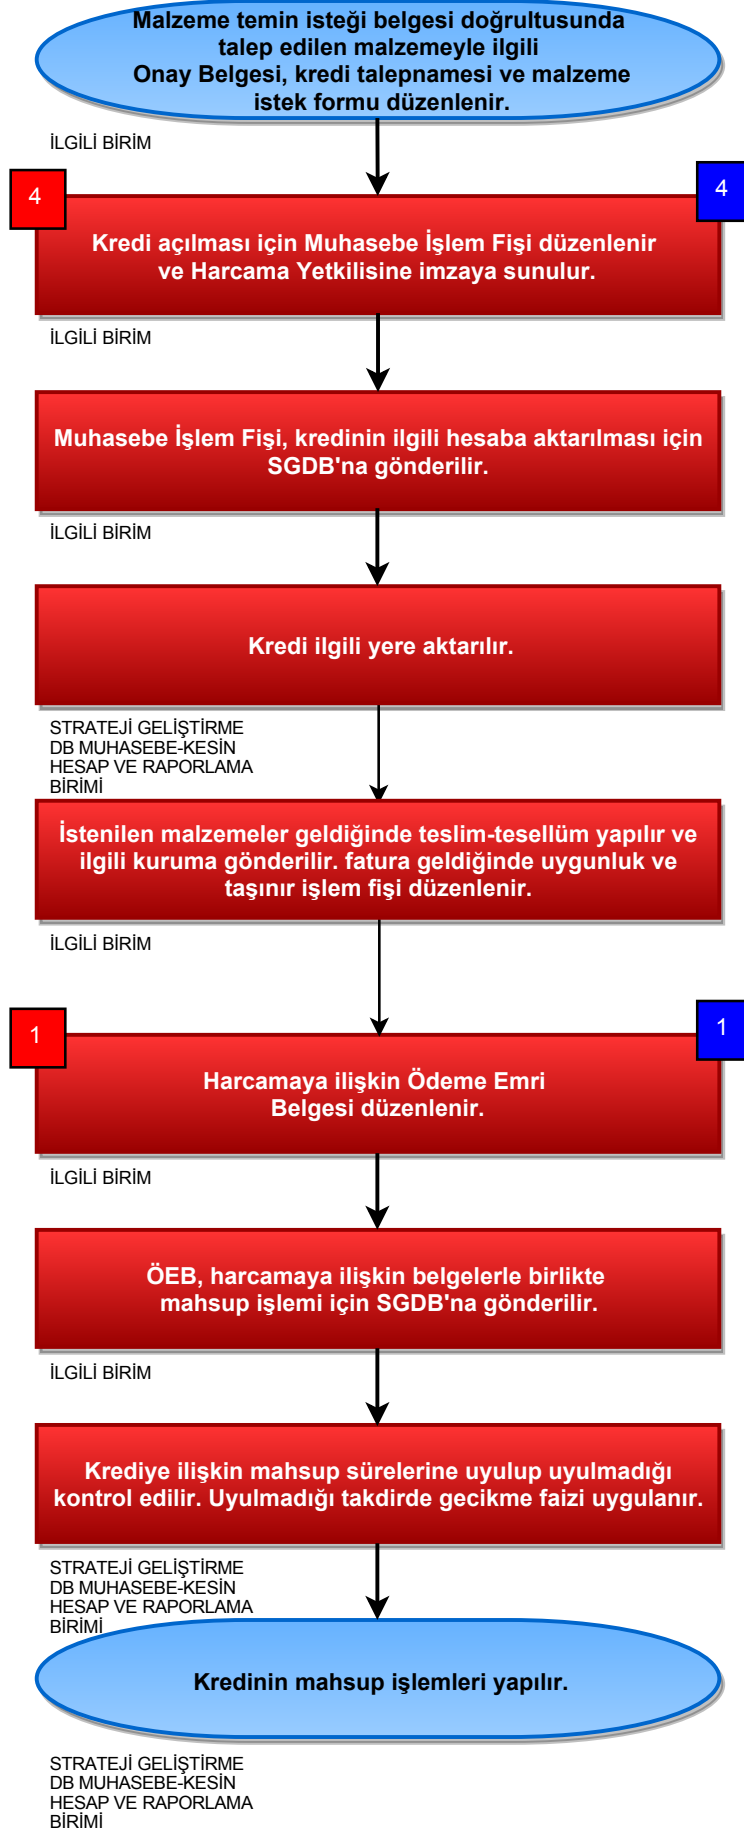 Malzeme temin isteği belgesi doğrultusunda
talep edilen malzemeyle ilgili
Onay Belgesi, kredi talepnamesi ve malzeme
istek formu düzenlenir.
İLGİLİ BİRİM
4
4
Kredi açılması için Muhasebe İşlem Fişi düzenlenir
ve Harcama Yetkilisine imzaya sunulur.
İLGİLİ BİRİM
Muhasebe İşlem Fişi, kredinin ilgili hesaba aktarılması için
SGDB'na gönderilir.
İLGİLİ BİRİM
Kredi ilgili yere aktarılır.
STRATEJİ GELİŞTİRME
DB MUHASEBE-KESİN
HESAP VE RAPORLAMA
BİRİMİ
İstenilen malzemeler geldiğinde teslim-tesellüm yapılır ve
ilgili kuruma gönderilir. fatura geldiğinde uygunluk ve
taşınır işlem fişi düzenlenir.
İLGİLİ BİRİM
1
1
Harcamaya ilişkin Ödeme Emri
Belgesi düzenlenir.
İLGİLİ BİRİM
ÖEB, harcamaya ilişkin belgelerle birlikte
mahsup işlemi için SGDB'na gönderilir.
İLGİLİ BİRİM
Krediye ilişkin mahsup sürelerine uyulup uyulmadığı
kontrol edilir. Uyulmadığı takdirde gecikme faizi uygulanır.
STRATEJİ GELİŞTİRME
DB MUHASEBE-KESİN
HESAP VE RAPORLAMA
BİRİMİ
Kredinin mahsup işlemleri yapılır.
STRATEJİ GELİŞTİRME
DB MUHASEBE-KESİN
HESAP VE RAPORLAMA
BİRİMİ